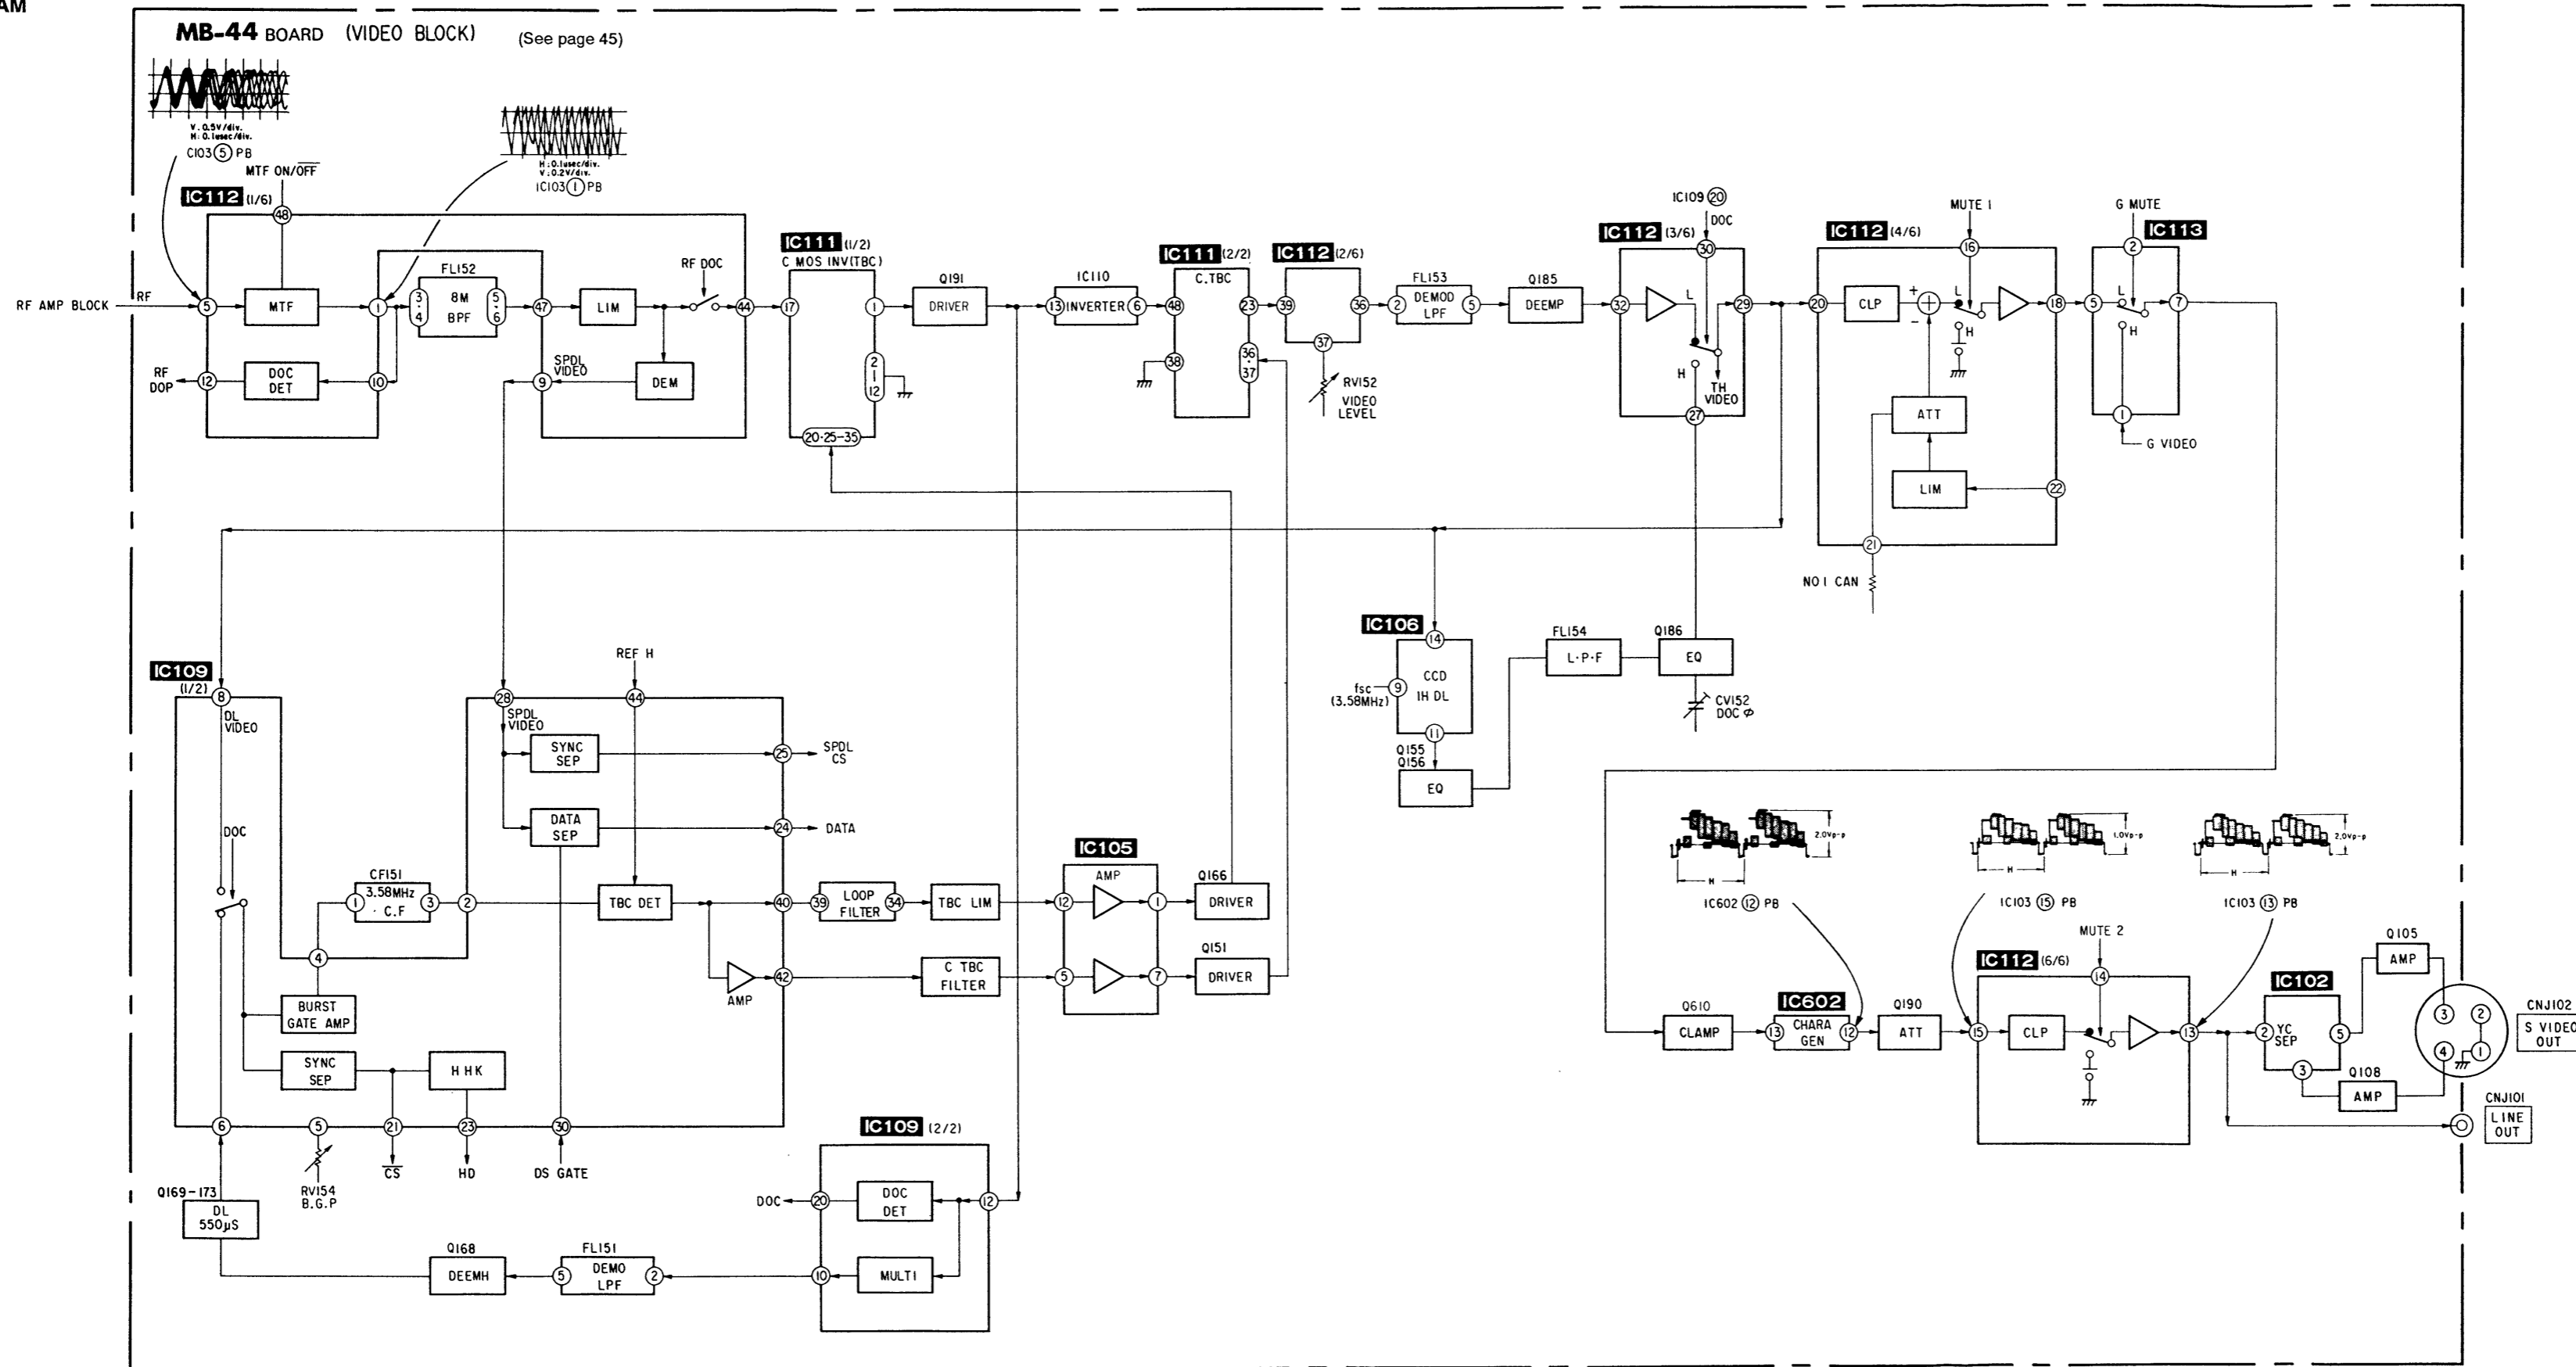 AM
MB-44 BOARD (VIDEO BLOCK) (See page 45)
V: 0.5V/div.
H: 0.1usec/div.
C103 5 PB
MTF ON/OFF
H: 0.1usec/div.
V: 0.2V/div.
IC103 1 PB
IC112 (1/6)
48
RF AMP BLOCK
RF
5
MTF
1
FL152
3·4
8M
BPF
5·6
47
LIM
RF DOC
44
RF
DOP
12
DOC
DET
10
SPDL
VIDEO
9
DEM
IC111 (1/2)
C MOS INV(TBC)
17
1
2
1
12
20·25-35
Q191
DRIVER
IC110
13 INVERTER 6
IC111 (2/2)
C.TBC
48
23
38
36·37
IC112 (2/6)
39
36
37
RV152
VIDEO
LEVEL
FL153
2
DEMOD
LPF
5
Q185
DEEMP
IC109 20
DOC
IC112 (3/6)
30
32
L
29
H
TH
VIDEO
27
MUTE 1
IC112 (4/6)
16
20
CLP
+
-
L
H
18
ATT
LIM
22
21
NOI CAN
G MUTE
IC113
2
5
L
7
H
1
G VIDEO
IC106
14
fsc
(3.58MHz)
9
CCD
1H DL
11
Q155
Q156
EQ
FL154
L·P·F
Q186
EQ
CV152
DOC ϕ
IC109
(1/2)
8
DL
VIDEO
28
SPDL
VIDEO
REF H
44
SYNC
SEP
25
SPDL
CS
DATA
SEP
24
DATA
DOC
CF151
1
3.58MHz
C.F
3
2
TBC DET
40
39
LOOP
FILTER
34
TBC LIM
IC105
AMP
12
1
Q166
DRIVER
4
AMP
42
C TBC
FILTER
5
7
Q151
DRIVER
BURST
GATE AMP
SYNC
SEP
HHK
6
5
21
23
30
RV154
B.G.P
CS
HD
DS GATE
Q169-173
DL
550µS
IC109 (2/2)
DOC
20
DOC
DET
12
Q168
DEEMH
FL151
5
DEMO
LPF
2
10
MULTI
2.0Vp-p
H
IC602 12 PB
1.0Vp-p
H
IC103 15 PB
2.0Vp-p
H
IC103 13 PB
MUTE 2
Q610
CLAMP
IC602
13
CHARA
GEN
12
Q190
ATT
IC112 (6/6)
14
15
CLP
13
IC102
2
YC
SEP
5
3
Q105
AMP
Q108
AMP
3
2
4
1
CNJ102
S VIDEO
OUT
CNJ101
LINE
OUT